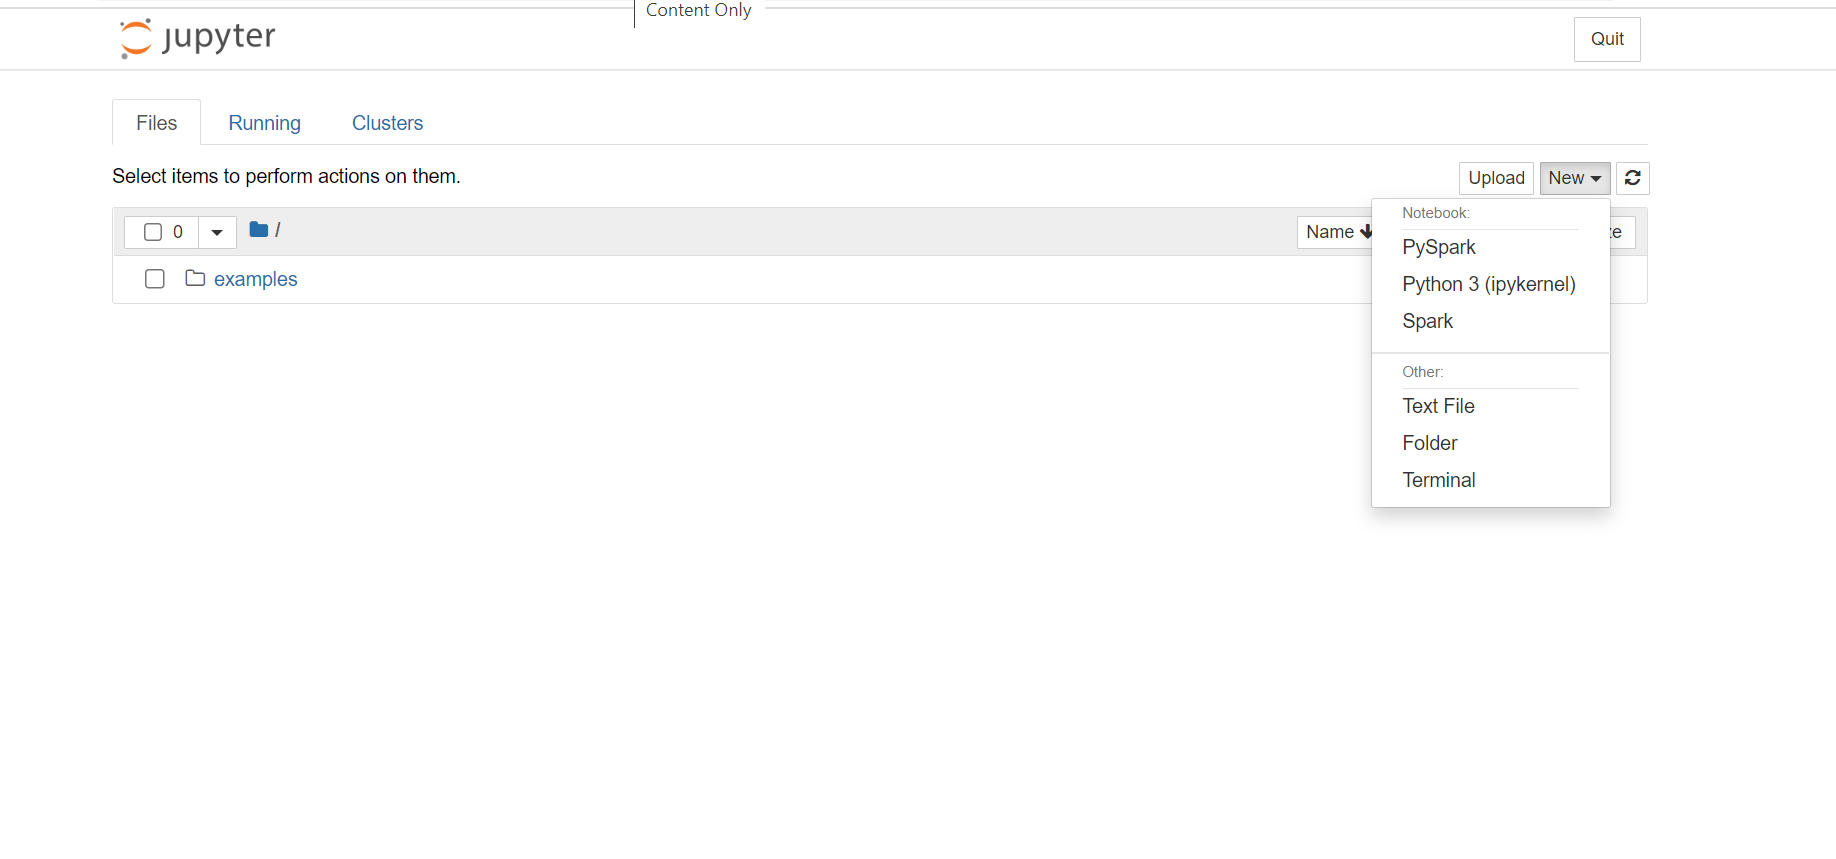 Content Only
jupyter
Quit
Files Running Clusters
Select items to perform actions on them.
Upload New
0 /
Name
examples
Notebook:
PySpark
Python 3 (ipykernel)
Spark
Other:
Text File
Folder
Terminal